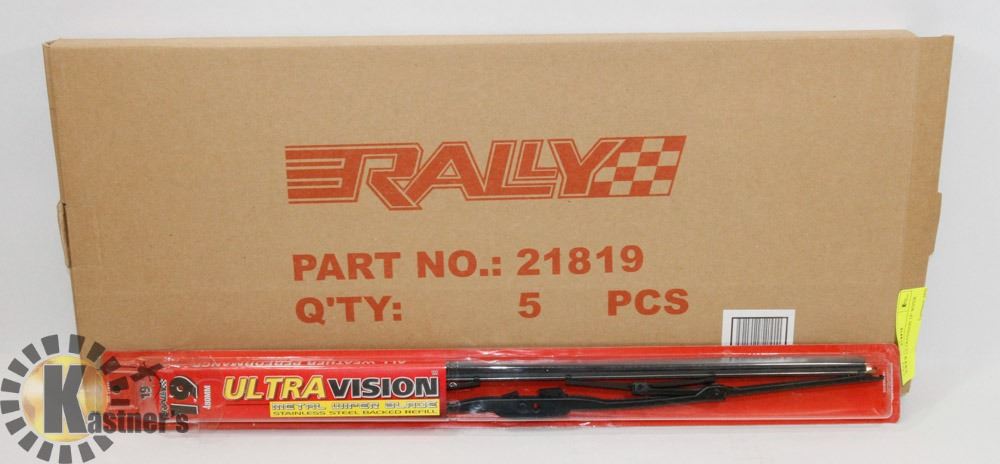 RALLY
PART NO.: 21819
Q'TY: 5 PCS
ALL WEATHER PERFORMANCE
19
480MM
ULTRA VISION
METAL WIPER BLADE
STAINLESS STEEL BACKED REFILL
Kastner's